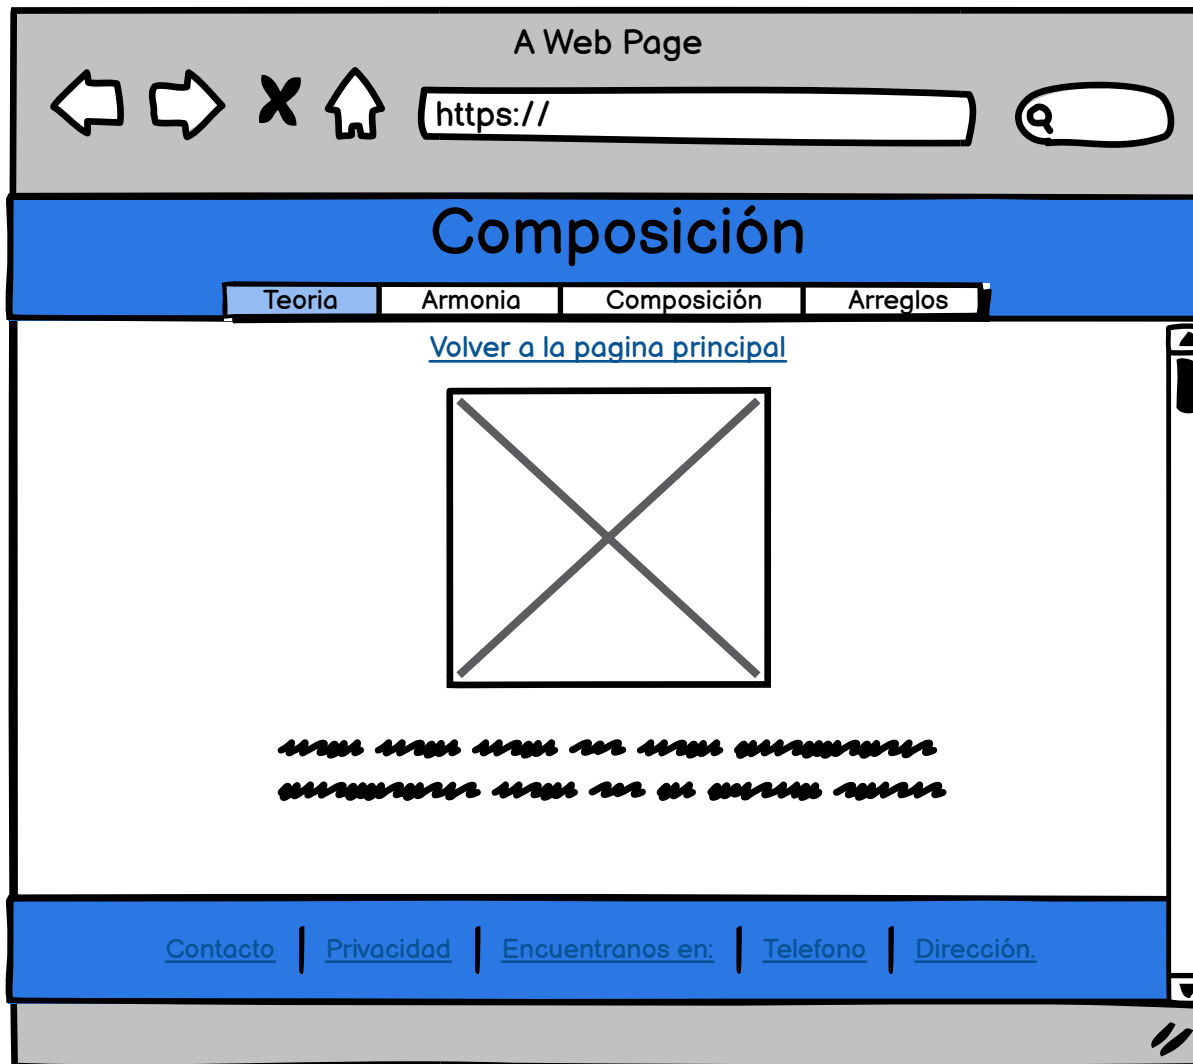 A Web Page
https://
Composición
Teoria Armonia Composición Arreglos
Volver a la pagina principal
Contacto Privacidad Encuentranos en: Telefono Dirección.